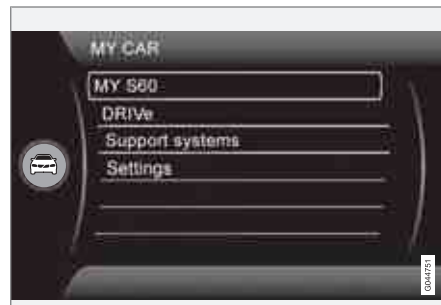 MY CAR
MY S60
DRIVe
Support systems
Settings
G044751